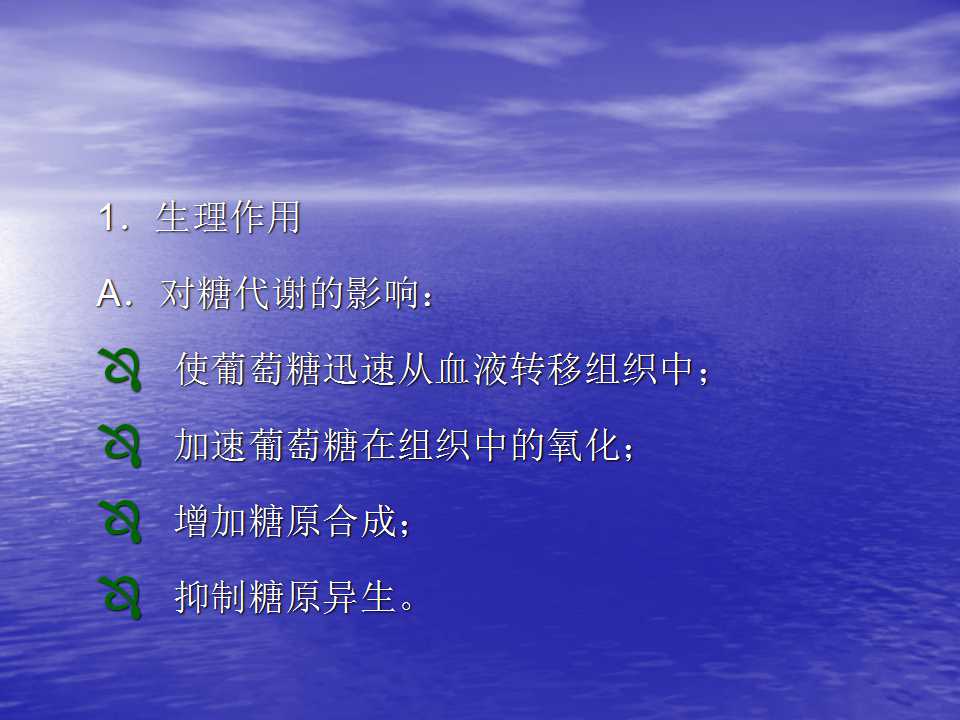 1．生理作用
A．对糖代谢的影响：
使葡萄糖迅速从血液转移组织中；
加速葡萄糖在组织中的氧化；
增加糖原合成；
抑制糖原异生。